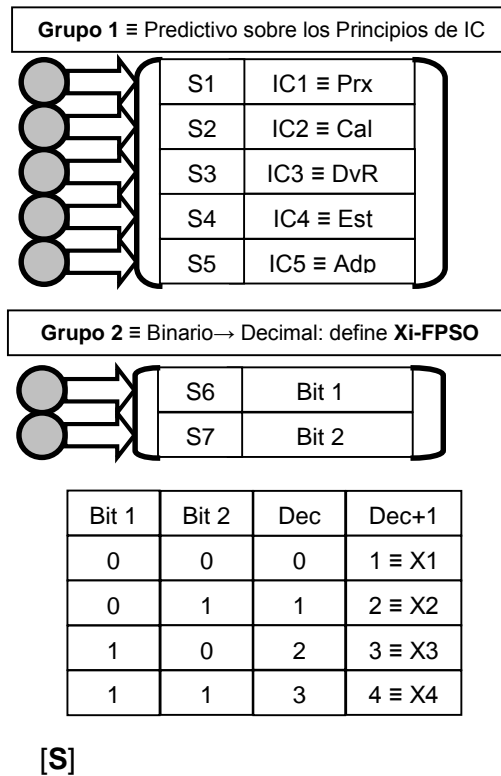 Grupo 1 ≡ Predictivo sobre los Principios de IC
S1 IC1 ≡ Prx
S2 IC2 ≡ Cal
S3 IC3 ≡ DvR
S4 IC4 ≡ Est
S5 IC5 ≡ Adp
Grupo 2 ≡ Binario→ Decimal: define Xi-FPSO
S6 Bit 1
S7 Bit 2
Bit 1 Bit 2 Dec Dec+1
0 0 0 1 ≡ X1
0 1 1 2 ≡ X2
1 0 2 3 ≡ X3
1 1 3 4 ≡ X4
[S]